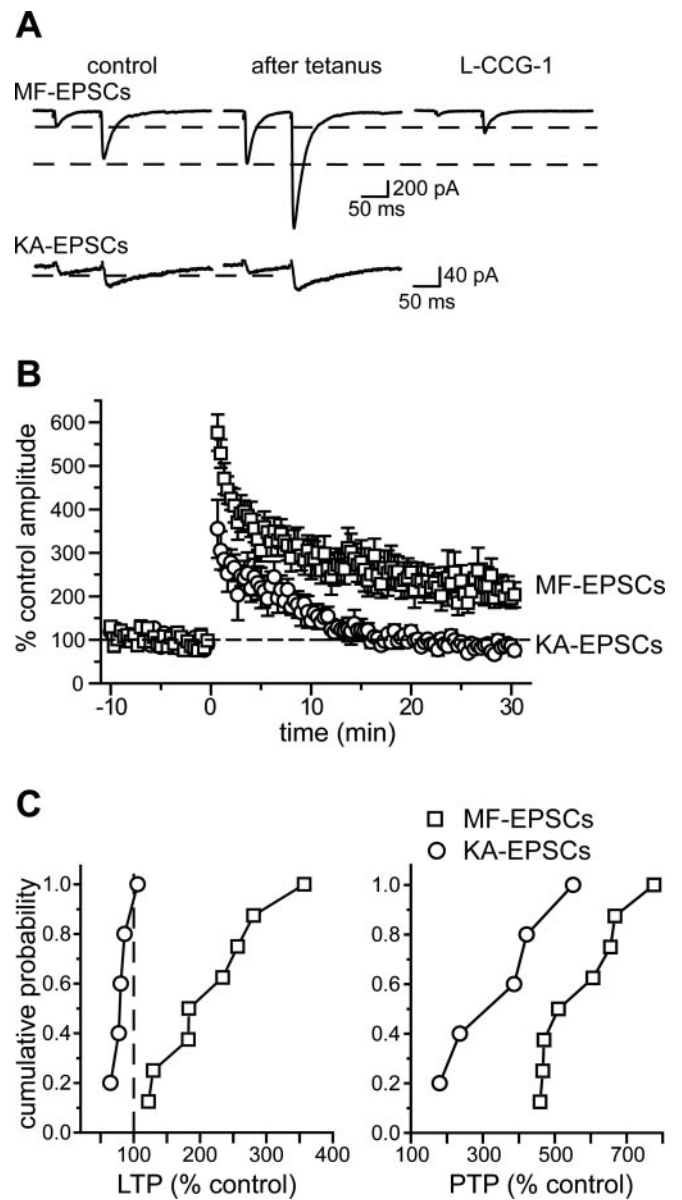 A
control after tetanus L-CCG-1
MF-EPSCs
200 pA
50 ms
KA-EPSCs
40 pA
50 ms
B
% control amplitude
600
500
400
300
200
100
0
MF-EPSCs
KA-EPSCs
-10 0 10 20 30
time (min)
C
MF-EPSCs
KA-EPSCs
cumulative probability
1.0
0.8
0.6
0.4
0.2
0
100 200 300 400
LTP (% control)
1.0
0.8
0.6
0.4
0.2
100 300 500 700
PTP (% control)